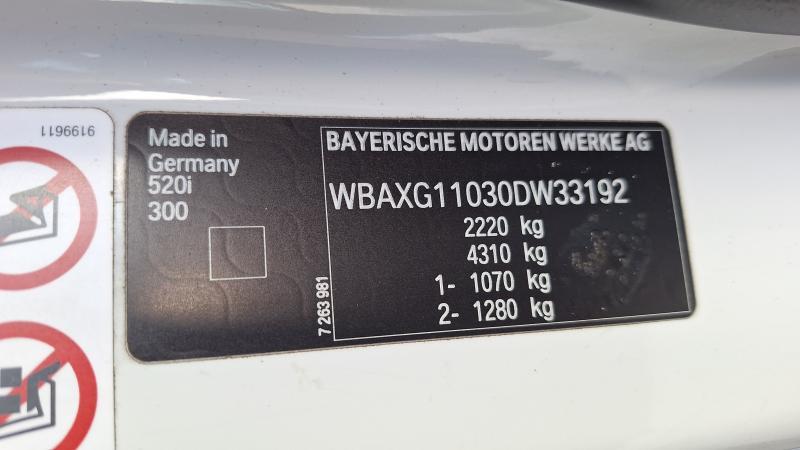 9199611
Made in
Germany
520i
300
BAYERISCHE MOTOREN WERKE AG
WBAXG11030DW33192
2220 kg
4310 kg
1- 1070 kg
2- 1280 kg
7 263 981